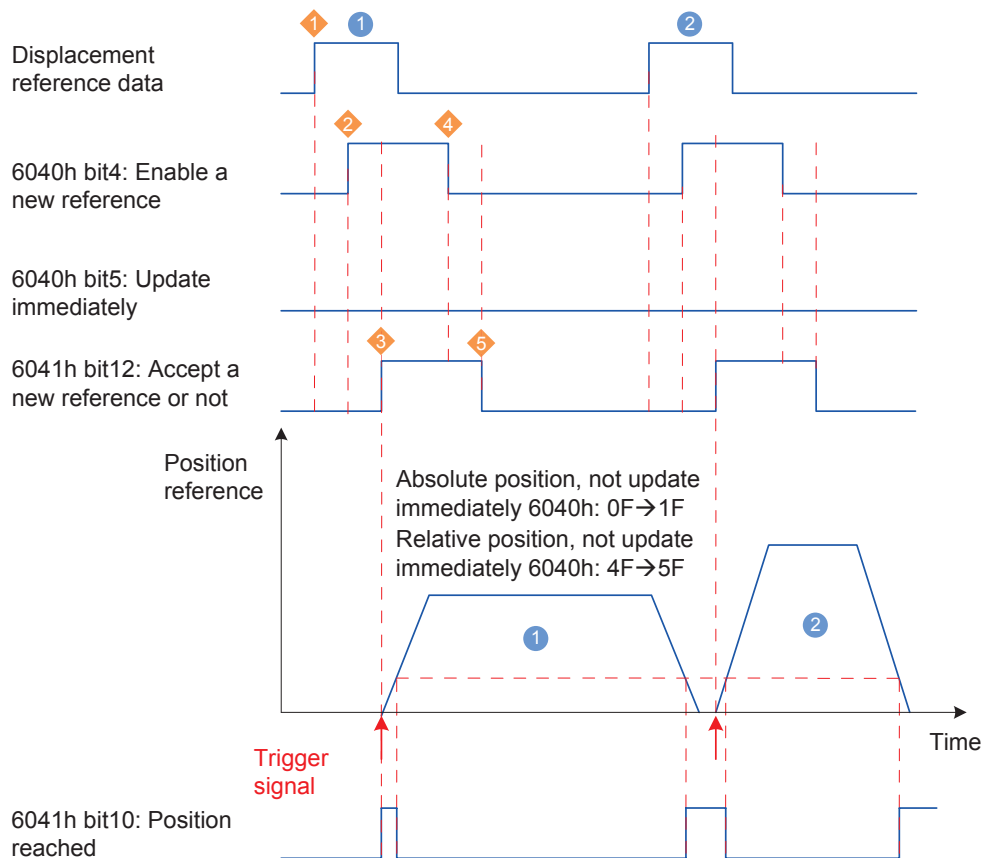 1
1
2
Displacement
reference data
2
4
6040h bit4: Enable a
new reference
6040h bit5: Update
immediately
3
5
6041h bit12: Accept a
new reference or not
Position
reference
Absolute position, not update
immediately 6040h: 0F→1F
Relative position, not update
immediately 6040h: 4F→5F
1
2
Time
Trigger
signal
6041h bit10: Position
reached